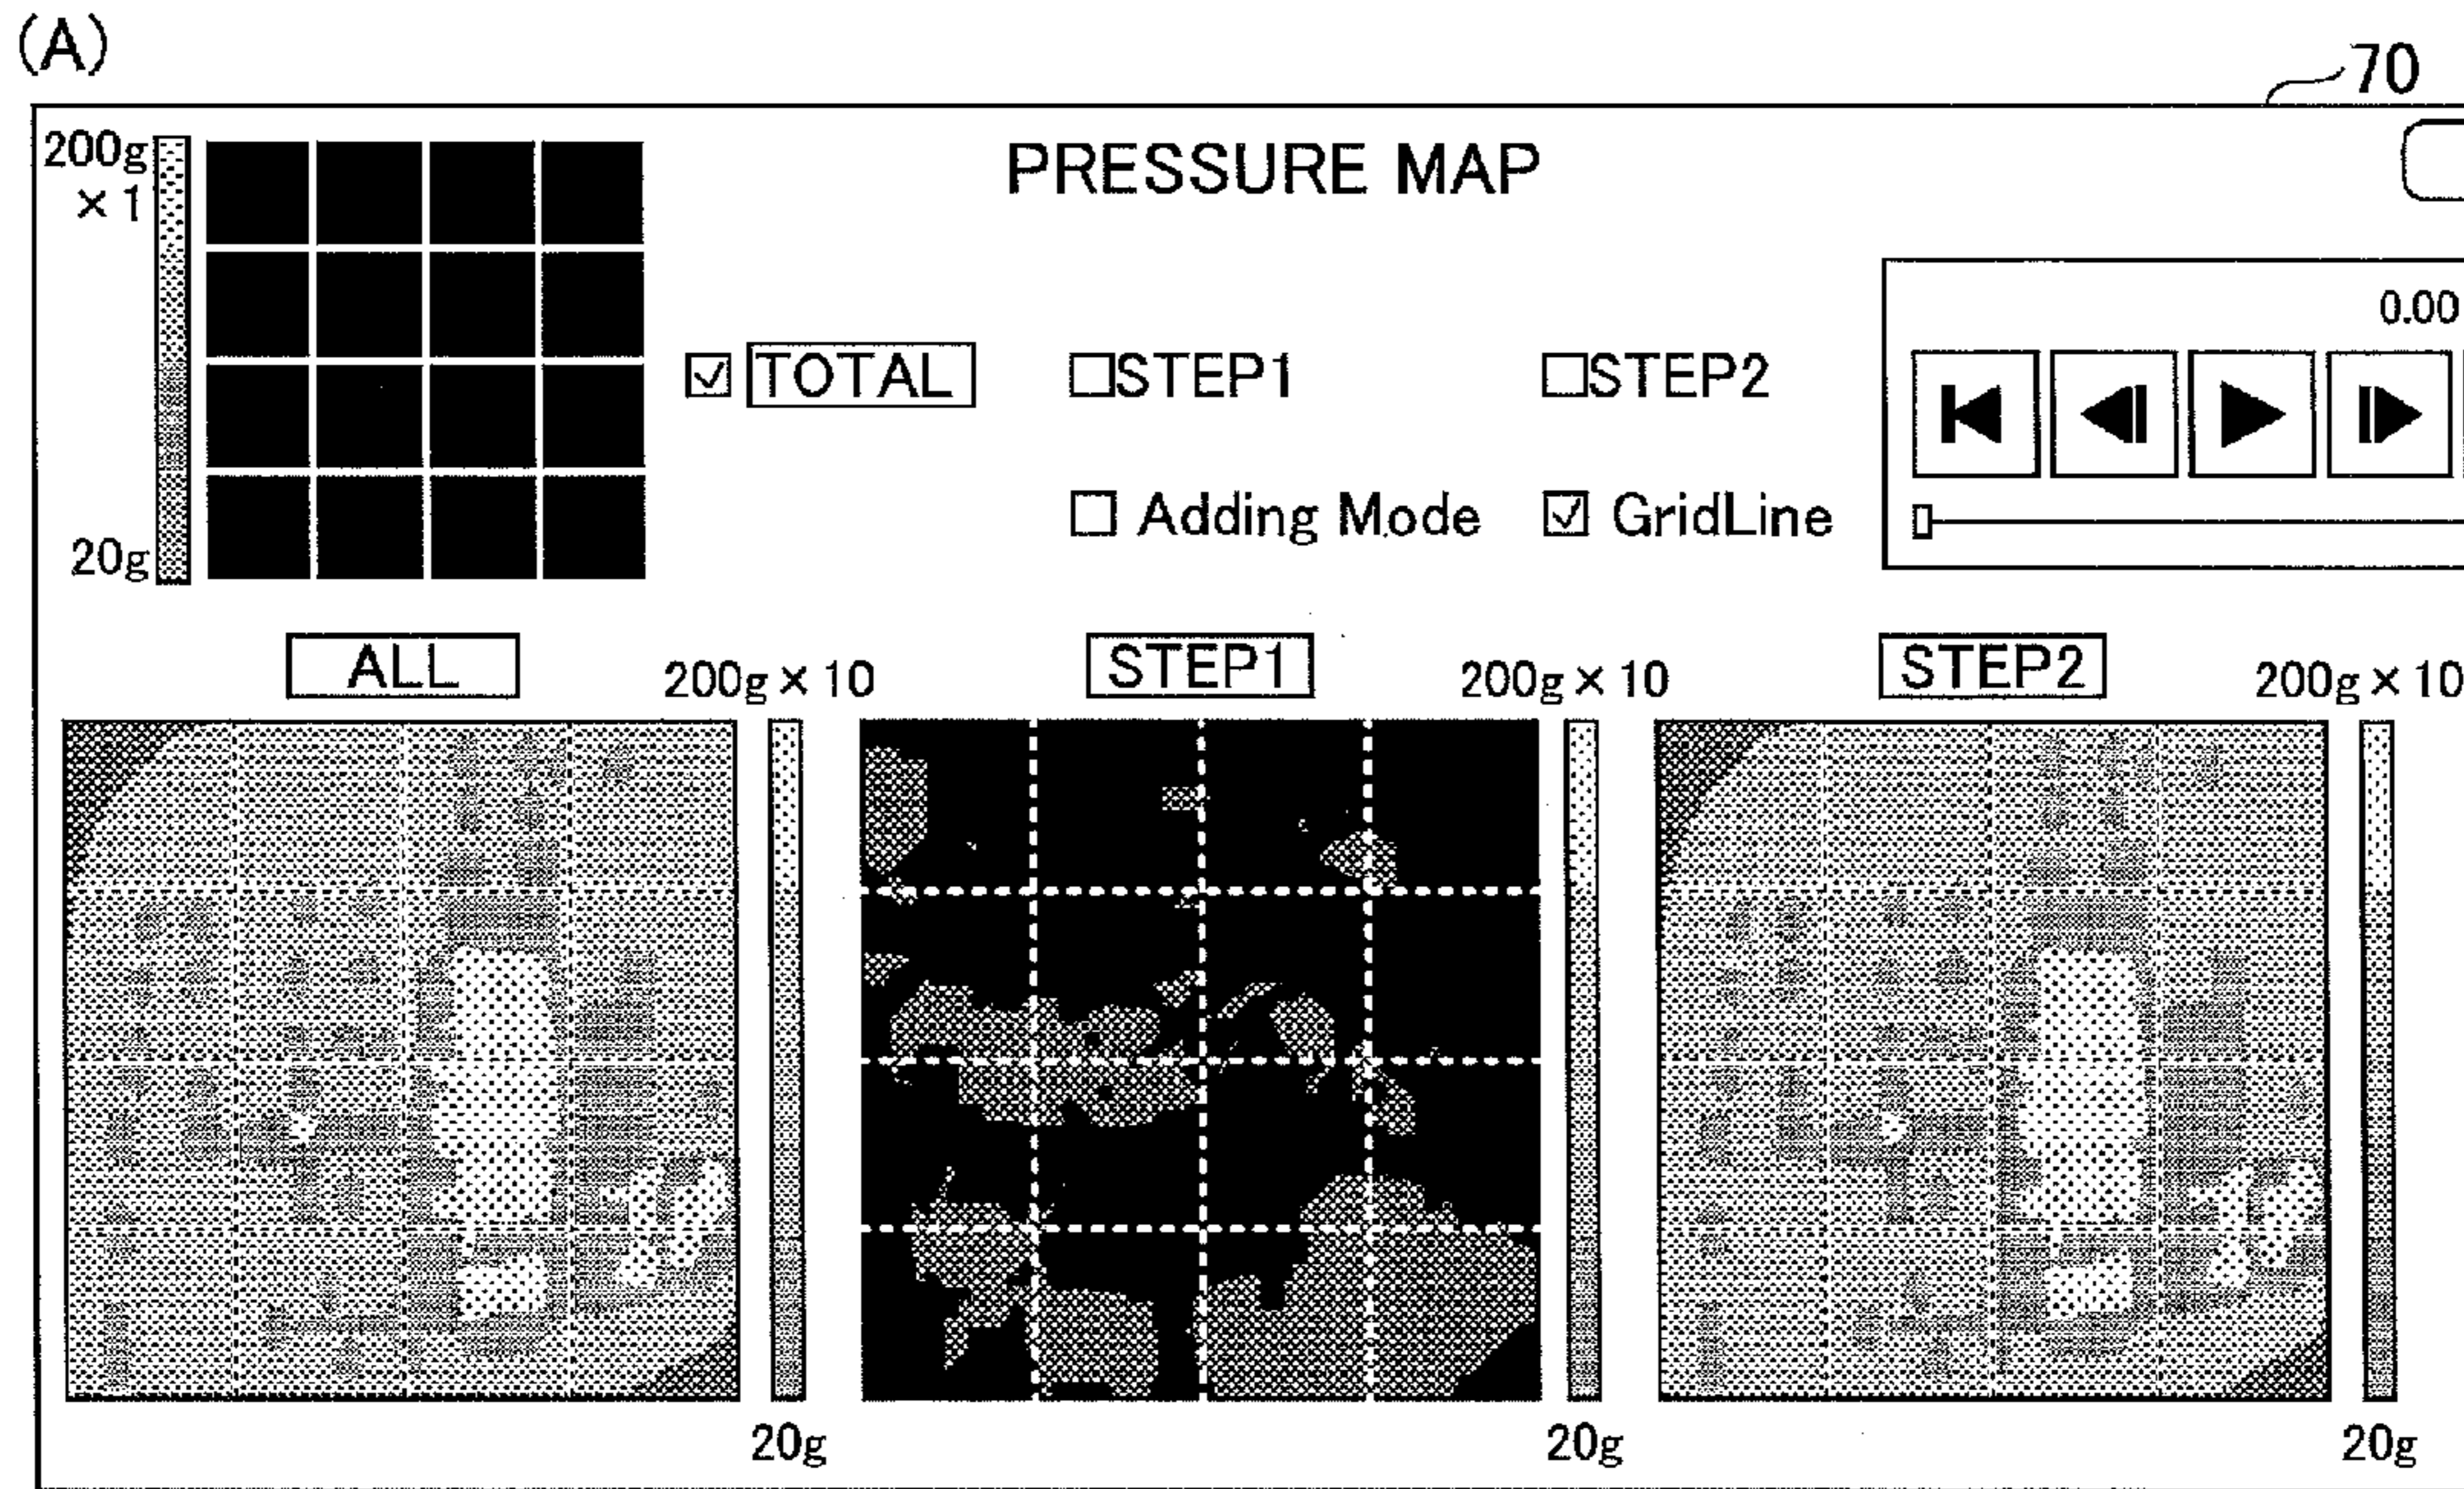 (A)
70
200g
× 1
PRESSURE MAP
0.00
TOTAL
STEP1
STEP2
Adding Mode
GridLine
20g
ALL
200g × 10
STEP1
200g × 10
STEP2
200g × 10
20g
20g
20g